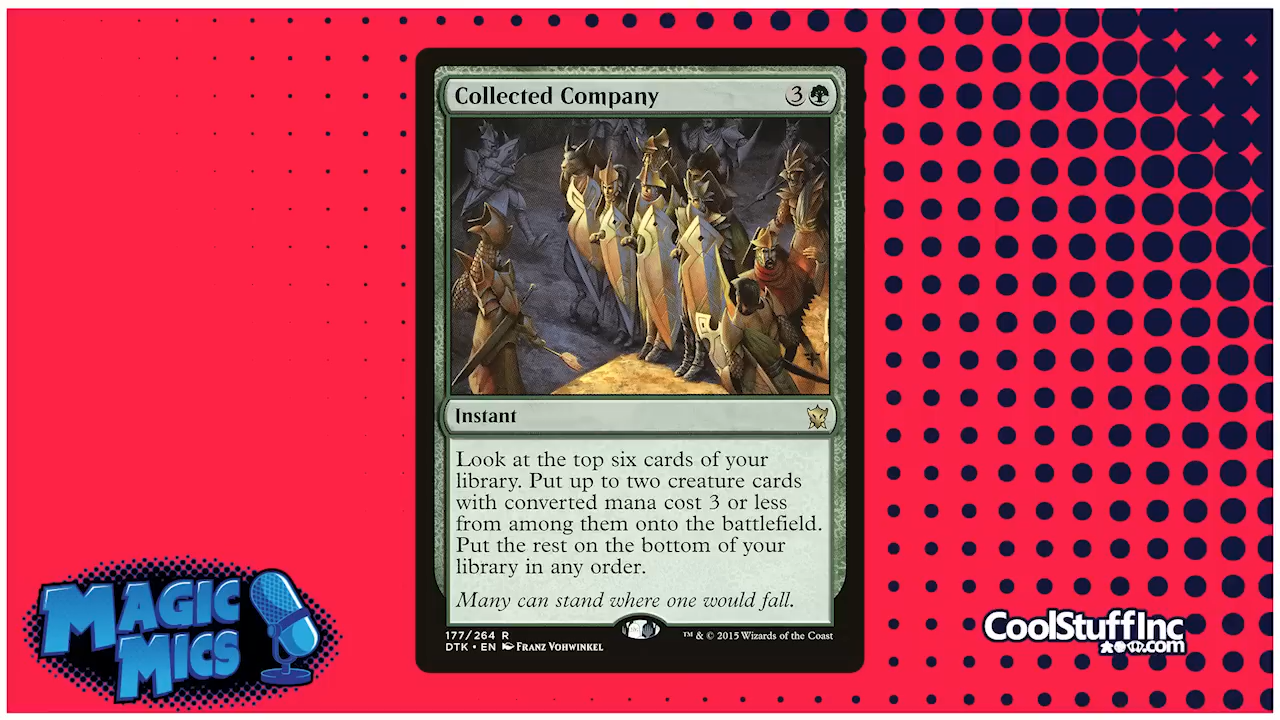 Collected Company 3
Instant
Look at the top six cards of your
library. Put up to two creature cards
with converted mana cost 3 or less
from among them onto the battlefield.
Put the rest on the bottom of your
library in any order.
Many can stand where one would fall.
177/264 R
DTK • EN Franz Vohwinkel
™ & © 2015 Wizards of the Coast
MAGIC
MICS
CoolStuffInc
.com